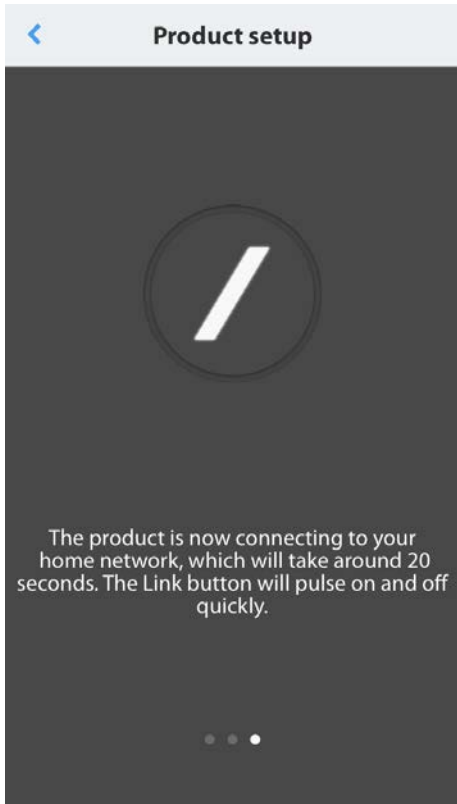 Product setup
The product is now connecting to your
home network, which will take around 20
seconds. The Link button will pulse on and off
quickly.